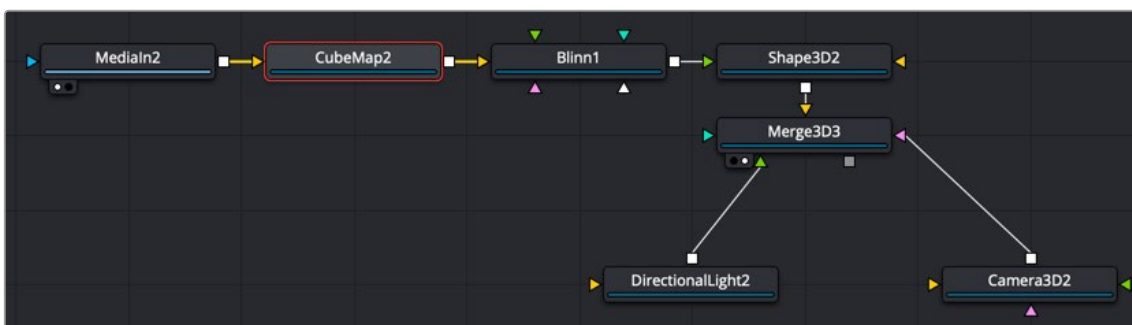 MediaIn2
CubeMap2
Blinn1
Shape3D2
Merge3D3
DirectionalLight2
Camera3D2